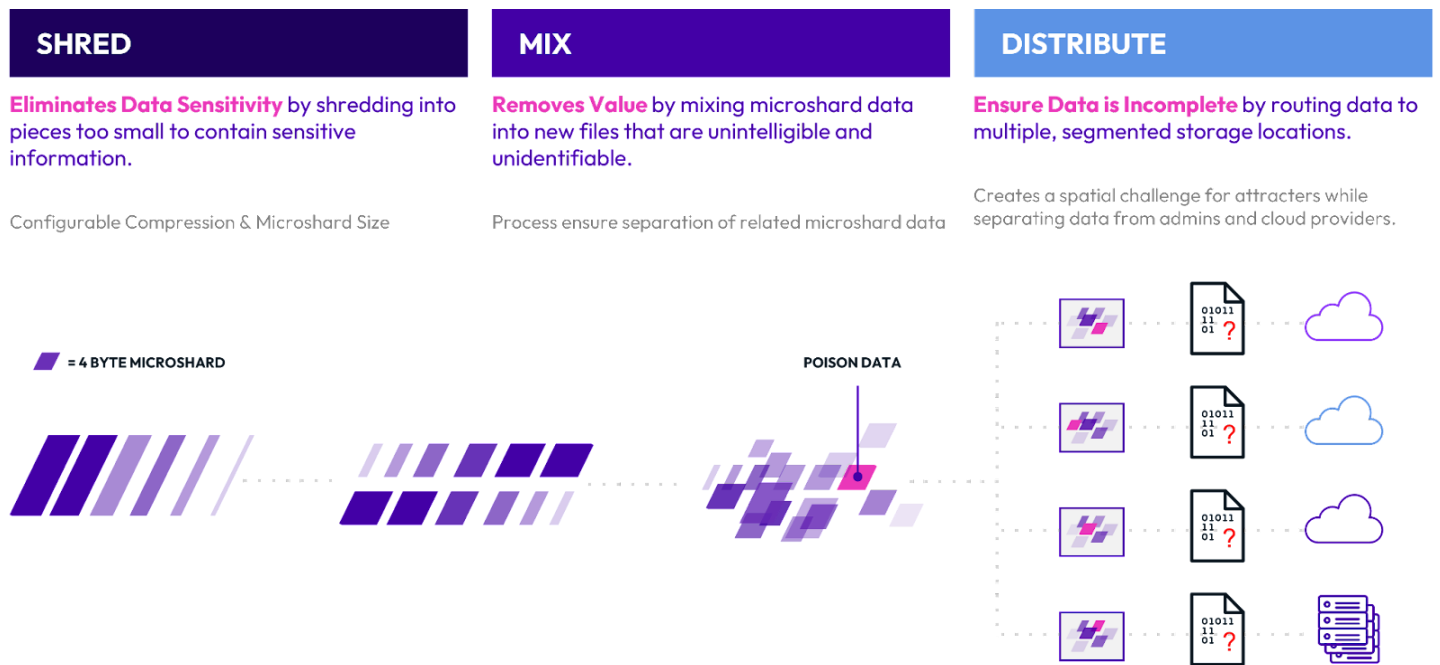 SHRED
Eliminates Data Sensitivity by shredding into
pieces too small to contain sensitive
information.
Configurable Compression & Microshard Size
MIX
Removes Value by mixing microshard data
into new files that are unintelligible and
unidentifiable.
Process ensure separation of related microshard data
DISTRIBUTE
Ensure Data is Incomplete by routing data to
multiple, segmented storage locations.
Creates a spatial challenge for attracters while
separating data from admins and cloud providers.
= 4 BYTE MICROSHARD
POISON DATA
01011
11
01 ?
01011
11
01 ?
01011
11
01 ?
01011
11
01 ?